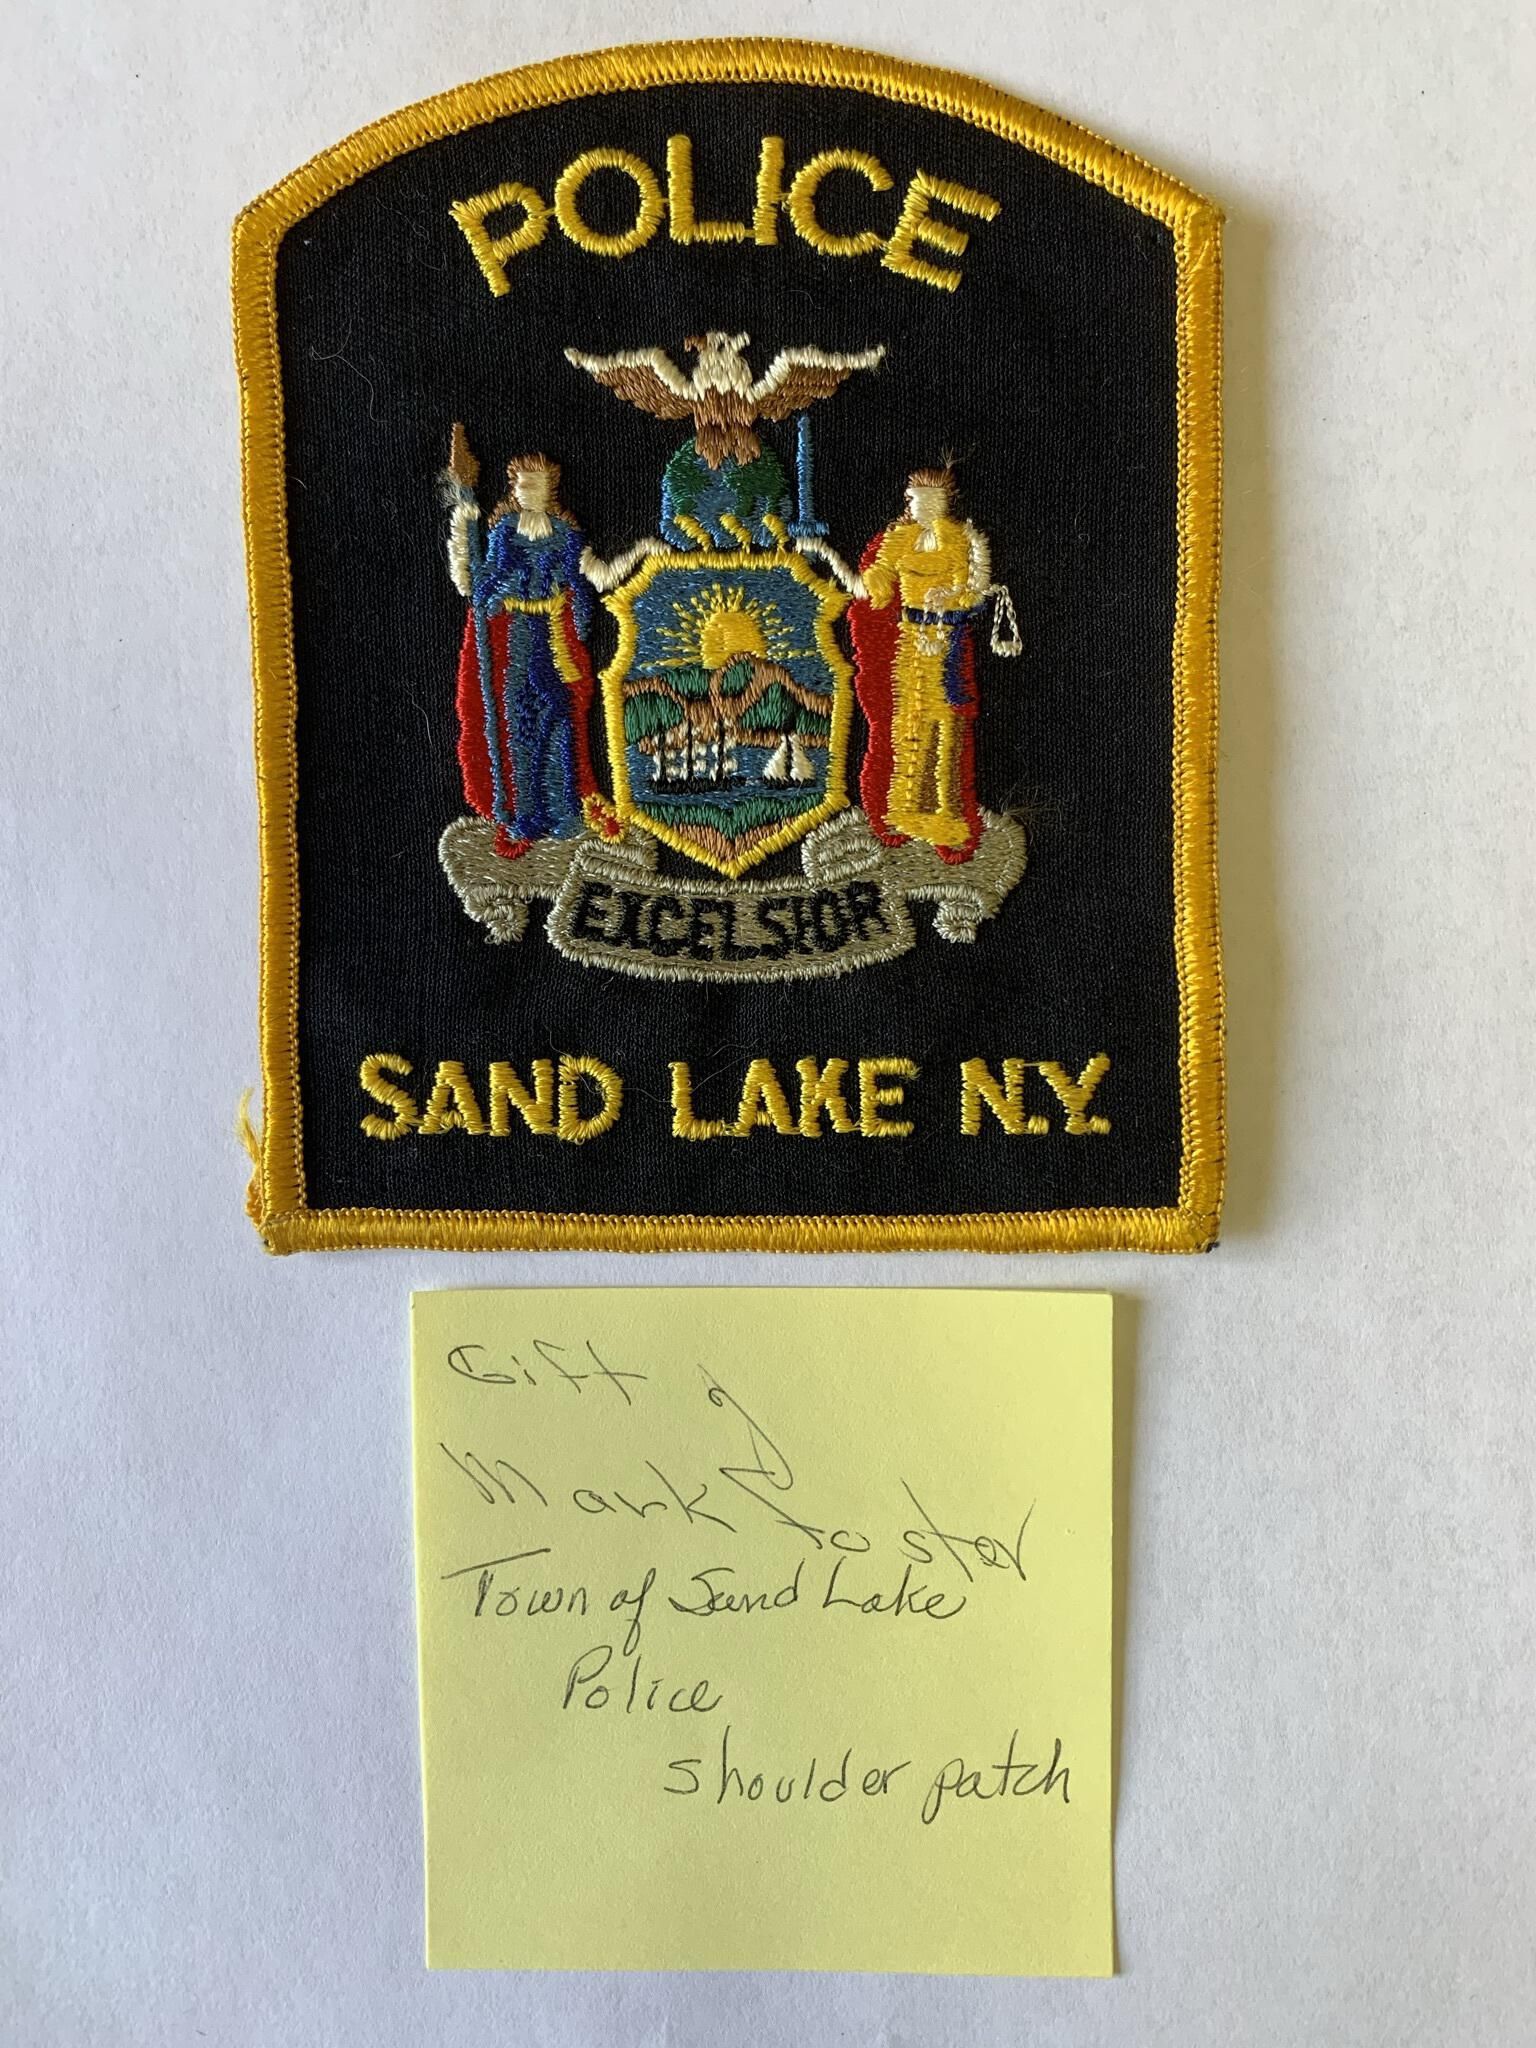 POLICE
EXCELSIOR
SAND LAKE N.Y.
Gift of
Mark Foster
Town of Sand Lake
Police
shoulder patch